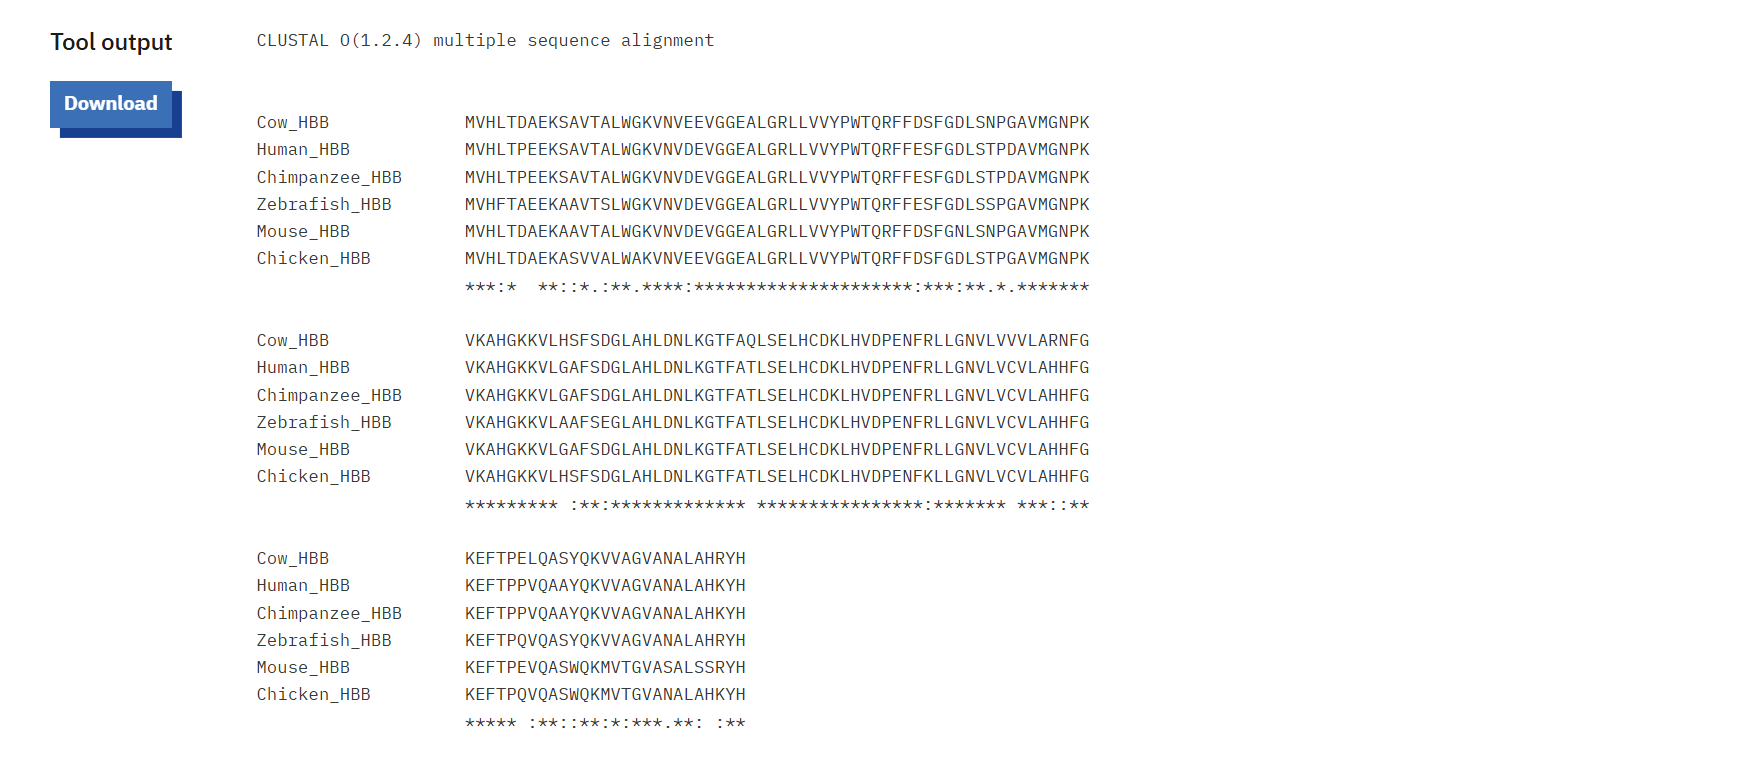 Tool output
Download
CLUSTAL O(1.2.4) multiple sequence alignment
Cow_HBB MVHLTDAEKSAVTALWGKVNVEEVGGEALGRLLVVYPWTQRFFDSFGDLSNPGAVMGNPK
Human_HBB MVHLTPEEKSAVTALWGKVNVDEVGGEALGRLLVVYPWTQRFFESFGDLSTPDAVMGNPK
Chimpanzee_HBB MVHLTPEEKSAVTALWGKVNVDEVGGEALGRLLVVYPWTQRFFESFGDLSTPDAVMGNPK
Zebrafish_HBB MVHFTAEEKAAVTSLWGKVNVDEVGGEALGRLLVVYPWTQRFFESFGDLSSPGAVMGNPK
Mouse_HBB MVHLTDAEKAAVTALWGKVNVDEVGGEALGRLLVVYPWTQRFFDSFGNLSNPGAVMGNPK
Chicken_HBB MVHLTDAEKASVVALWAKVNVEEVGGEALGRLLVVYPWTQRFFDSFGDLSTPGAVMGNPK
***:*  **::*.:**.****:*********************:***:**.*.*******
Cow_HBB VKAHGKKVLHSFSDGLAHLDNLKGTFAQLSELHCDKLHVDPENFRLLGNVLVVVLARNFG
Human_HBB VKAHGKKVLGAFSDGLAHLDNLKGTFATLSELHCDKLHVDPENFRLLGNVLVCVLAHHFG
Chimpanzee_HBB VKAHGKKVLGAFSDGLAHLDNLKGTFATLSELHCDKLHVDPENFRLLGNVLVCVLAHHFG
Zebrafish_HBB VKAHGKKVLAAFSEGLAHLDNLKGTFATLSELHCDKLHVDPENFRLLGNVLVCVLAHHFG
Mouse_HBB VKAHGKKVLGAFSDGLAHLDNLKGTFATLSELHCDKLHVDPENFRLLGNVLVCVLAHHFG
Chicken_HBB VKAHGKKVLHSFSDGLAHLDNLKGTFATLSELHCDKLHVDPENFKLLGNVLVCVLAHHFG
********* :**:************* ****************:******* ***::**
Cow_HBB KEFTPELQASYQKVVAGVANALAHRYH
Human_HBB KEFTPPVQAAYQKVVAGVANALAHKYH
Chimpanzee_HBB KEFTPPVQAAYQKVVAGVANALAHKYH
Zebrafish_HBB KEFTPQVQASYQKVVAGVANALAHRYH
Mouse_HBB KEFTPEVQASWQKMVTGVASALSSRYH
Chicken_HBB KEFTPQVQASWQKMVTGVANALAHKYH
***** :**::**:*:***.**: :**